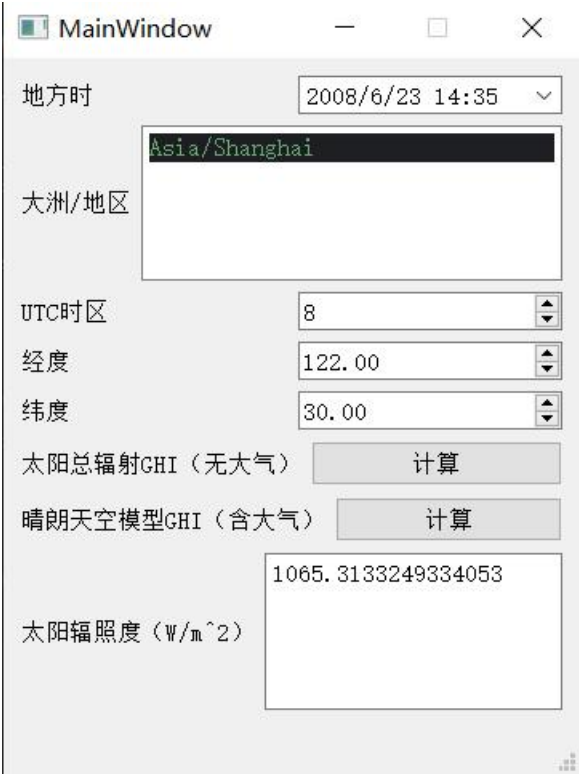 MainWindow
地方时 2008/6/23 14:35
Asia/Shanghai
大洲/地区
UTC时区 8
经度 122.00
纬度 30.00
太阳总辐射GHI（无大气） 计算
晴朗天空模型GHI（含大气） 计算
1065.3133249334053
太阳辐照度（W/m^2）